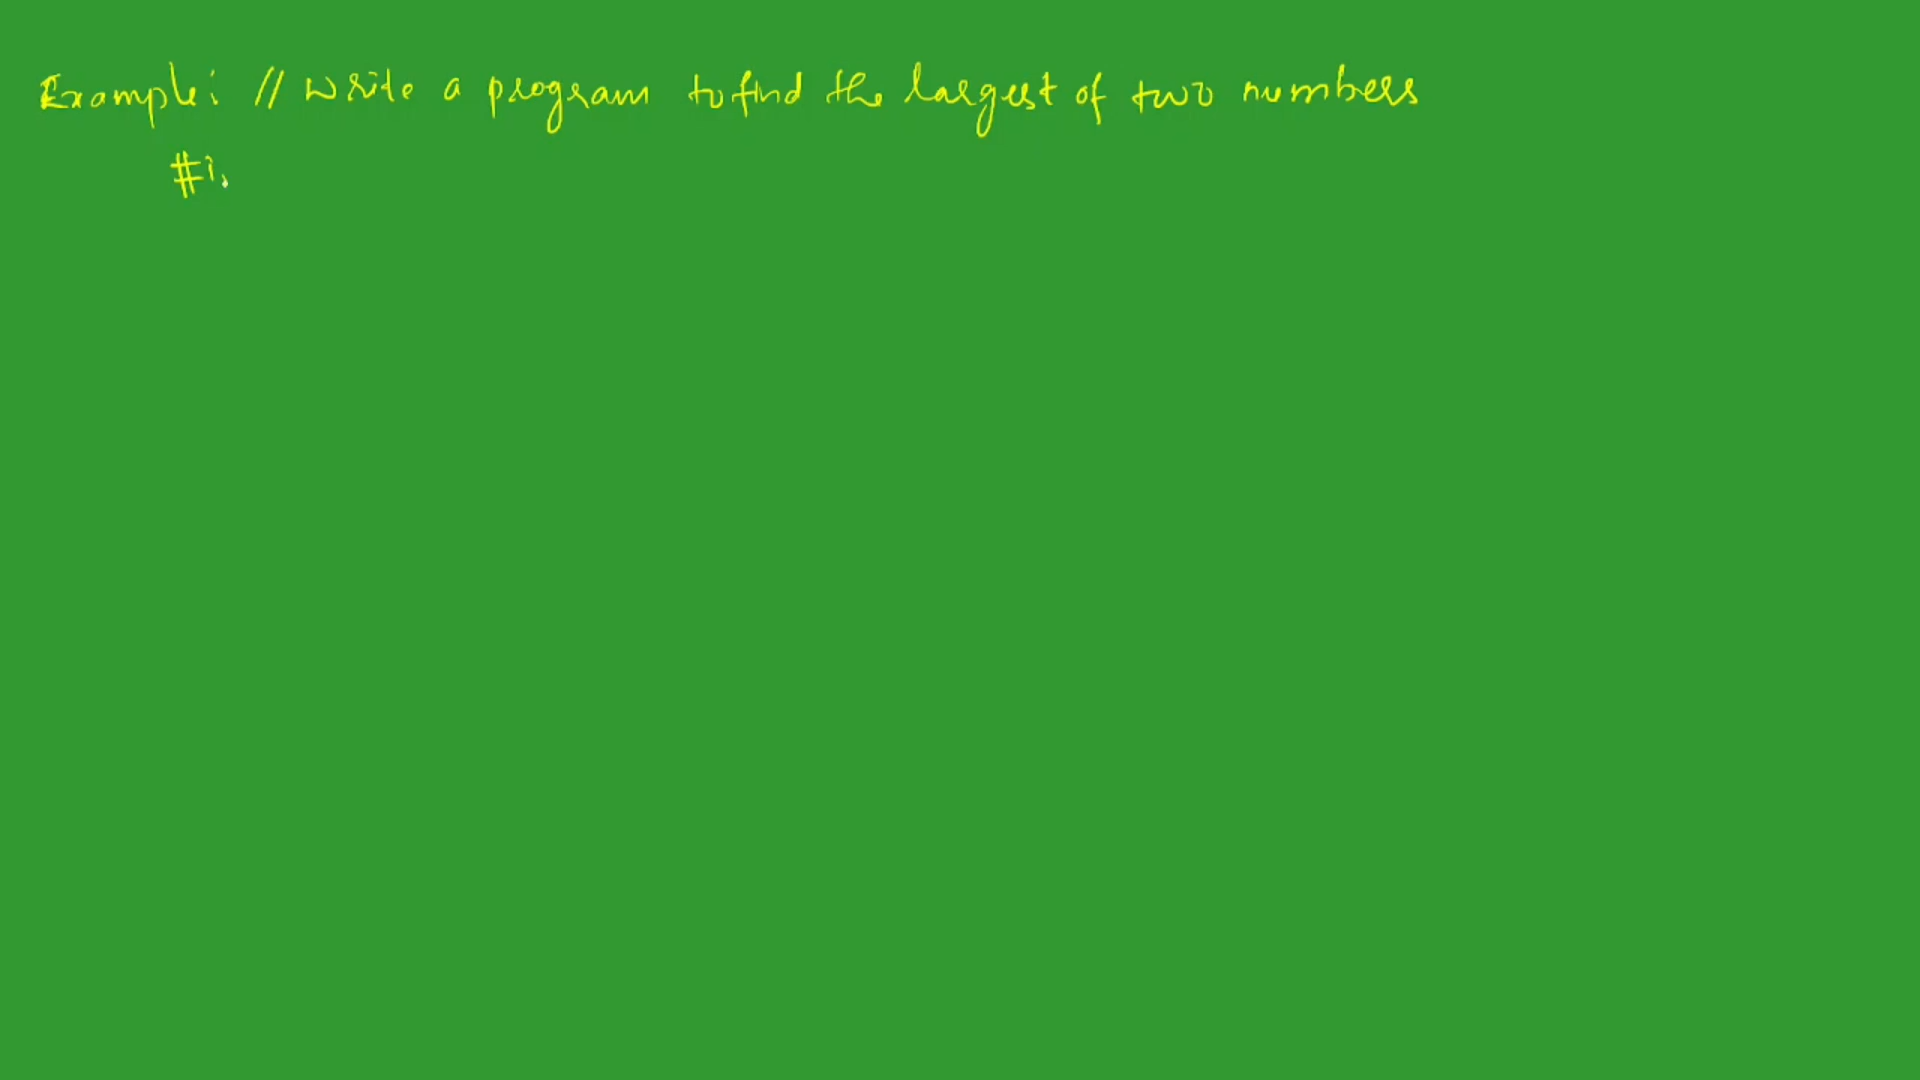 Example: // write a program to find the largest of two numbers
#i